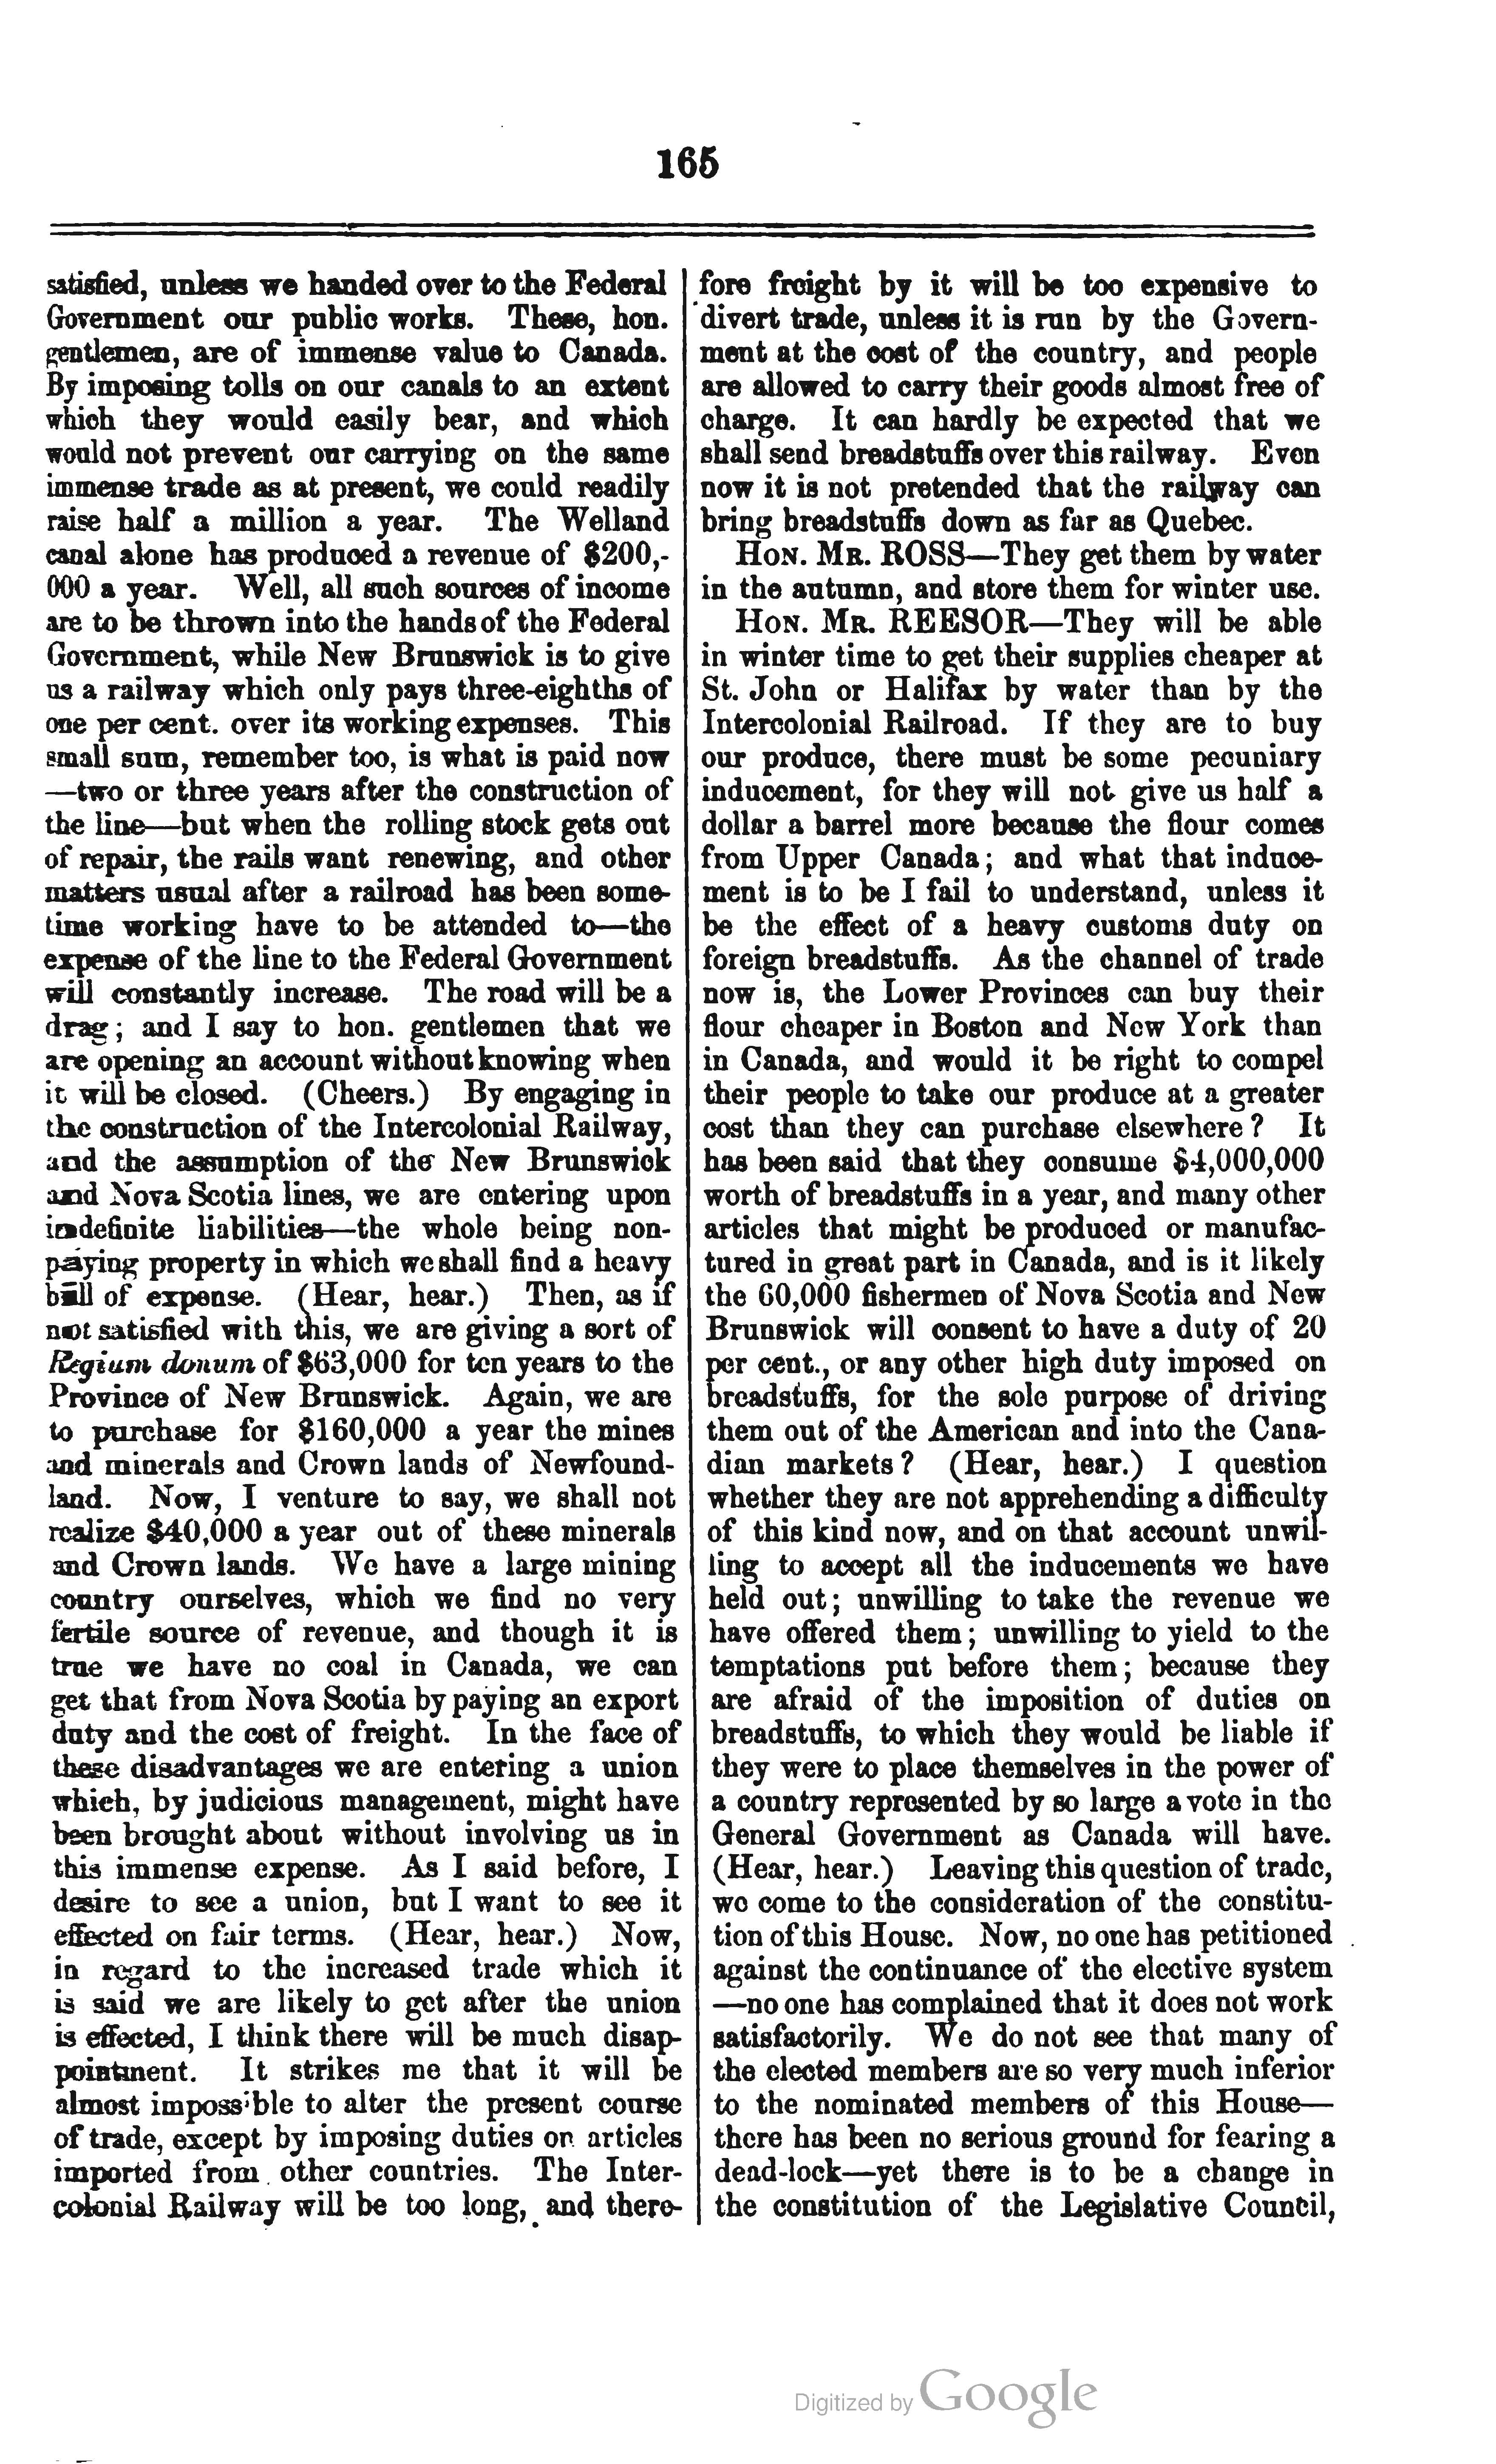 165
satisfied, unless we handed over to the Federal
Government our public works. These, hon.
gentlemen, are of immense value to Canada.
By imposing tolls on our canals to an extent
which they would easily bear, and which
would not prevent our carrying on the same
immense trade as at present, we could readily
raise half a million a year. The Welland
canal alone has produced a revenue of $200,-
000 a year. Well, all such sources of income
are to be thrown into the hands of the Federal
Government, while New Brunswick is to give
us a railway which only pays three-eighths of
one per cent. over its working expenses. This
small sum, remember too, is what is paid now
—two or three years after the construction of
the line—but when the rolling stock gets out
of repair, the rails want renewing, and other
matters usual after a railroad has been some-
time working have to be attended to—the
expense of the line to the Federal Government
will constantly increase. The road will be a
drag; and I say to hon. gentlemen that we
are opening an account without knowing when
it will be closed. (Cheers.) By engaging in
the construction of the Intercolonial Railway,
and the assumption of the New Brunswick
and Nova Scotia lines, we are entering upon
indefinite liabilities—the whole being non-
paying property in which we shall find a heavy
bill of expense. (Hear, hear.) Then, as if
not satisfied with this, we are giving a sort of
Regium donum of $63,000 for ten years to the
Province of New Brunswick. Again, we are
to purchase for $160,000 a year the mines
and minerals and Crown lands of Newfound-
land. Now, I venture to say, we shall not
realize $40,000 a year out of these minerals
and Crown lands. We have a large mining
country ourselves, which we find no very
fertile source of revenue, and though it is
true we have no coal in Canada, we can
get that from Nova Scotia by paying an export
duty and the cost of freight. In the face of
these disadvantages we are entering a union
which, by judicious management, might have
been brought about without involving us in
this immense expense. As I said before, I
desire to see a union, but I want to see it
effected on fair terms. (Hear, hear.) Now,
in regard to the increased trade which it
is said we are likely to get after the union
is effected, I think there will be much disap-
pointment. It strikes me that it will be
almost impossible to alter the present course
of trade, except by imposing duties on articles
imported from other countries. The Inter-
colonial Railway will be too long, and there-
fore freight by it will be too expensive to
divert trade, unless it is run by the Govern-
ment at the cost of the country, and people
are allowed to carry their goods almost free of
charge. It can hardly be expected that we
shall send breadstuffs over this railway. Even
now it is not pretended that the railway can
bring breadstuffs down as far as Quebec.
HON. MR. ROSS—They get them by water
in the autumn, and store them for winter use.
HON. MR. REESOR—They will be able
in winter time to get their supplies cheaper at
St. John or Halifax by water than by the
Intercolonial Railroad. If they are to buy
our produce, there must be some pecuniary
inducement, for they will not give us half a
dollar a barrel more because the flour comes
from Upper Canada; and what that induce-
ment is to be I fail to understand, unless it
be the effect of a heavy customs duty on
foreign breadstuffs. As the channel of trade
now is, the Lower Provinces can buy their
flour cheaper in Boston and New York than
in Canada, and would it be right to compel
their people to take our produce at a greater
cost than they can purchase elsewhere? It
has been said that they consume $4,000,000
worth of breadstuffs in a year, and many other
articles that might be produced or manufac-
tured in great part in Canada, and is it likely
the 60,000 fishermen of Nova Scotia and New
Brunswick will consent to have a duty of 20
per cent., or any other high duty imposed on
breadstuffs, for the sole purpose of driving
them out of the American and into the Cana-
dian markets? (Hear, hear.) I question
whether they are not apprehending a difficulty
of this kind now, and on that account unwil-
ling to accept all the inducements we have
held out; unwilling to take the revenue we
have offered them; unwilling to yield to the
temptations put before them; because they
are afraid of the imposition of duties on
breadstuffs, to which they would be liable if
they were to place themselves in the power of
a country represented by so large a vote in the
General Government as Canada will have.
(Hear, hear.) Leaving this question of trade,
we come to the consideration of the constitu-
tion of this House. Now, no one has petitioned
against the continuance of the elective system
—no one has complained that it does not work
satisfactorily. We do not see that many of
the elected members are so very much inferior
to the nominated members of this House—
there has been no serious ground for fearing a
dead-lock—yet there is to be a change in
the constitution of the Legislative Council,
Digitized by Google